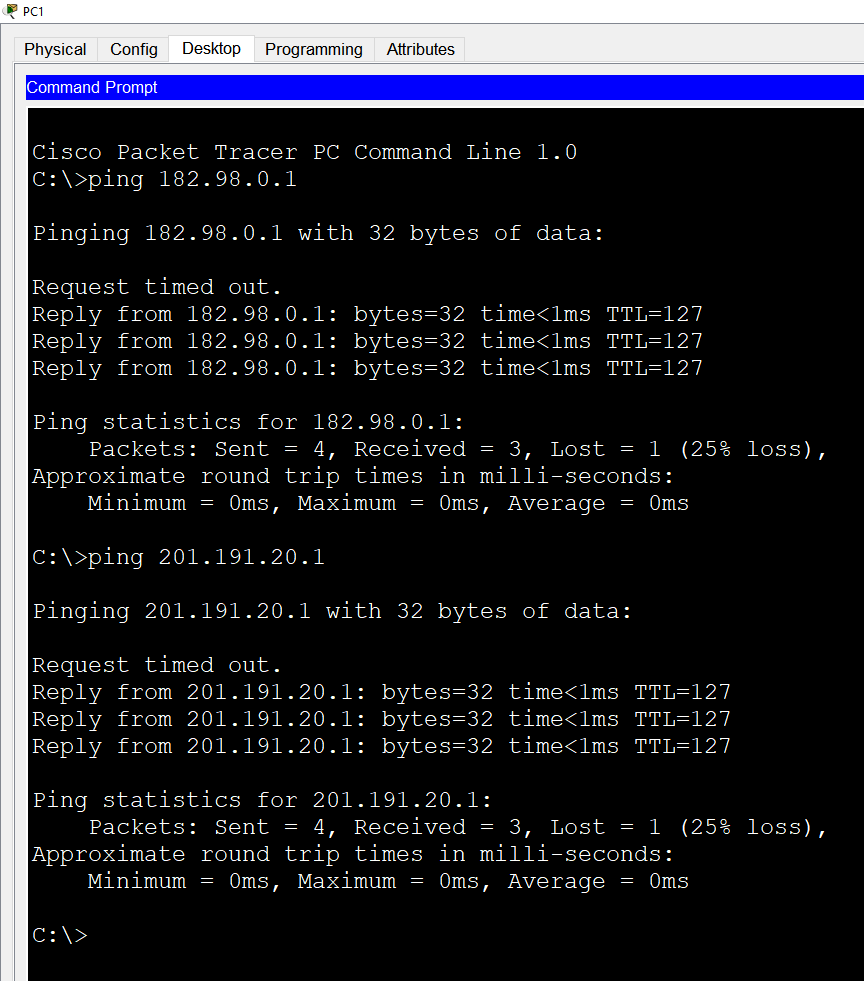 PC1
Physical Config Desktop Programming Attributes
Command Prompt
Cisco Packet Tracer PC Command Line 1.0
C:\>ping 182.98.0.1
Pinging 182.98.0.1 with 32 bytes of data:
Request timed out.
Reply from 182.98.0.1: bytes=32 time<1ms TTL=127
Reply from 182.98.0.1: bytes=32 time<1ms TTL=127
Reply from 182.98.0.1: bytes=32 time<1ms TTL=127
Ping statistics for 182.98.0.1:
    Packets: Sent = 4, Received = 3, Lost = 1 (25% loss),
Approximate round trip times in milli-seconds:
    Minimum = 0ms, Maximum = 0ms, Average = 0ms
C:\>ping 201.191.20.1
Pinging 201.191.20.1 with 32 bytes of data:
Request timed out.
Reply from 201.191.20.1: bytes=32 time<1ms TTL=127
Reply from 201.191.20.1: bytes=32 time<1ms TTL=127
Reply from 201.191.20.1: bytes=32 time<1ms TTL=127
Ping statistics for 201.191.20.1:
    Packets: Sent = 4, Received = 3, Lost = 1 (25% loss),
Approximate round trip times in milli-seconds:
    Minimum = 0ms, Maximum = 0ms, Average = 0ms
C:\>